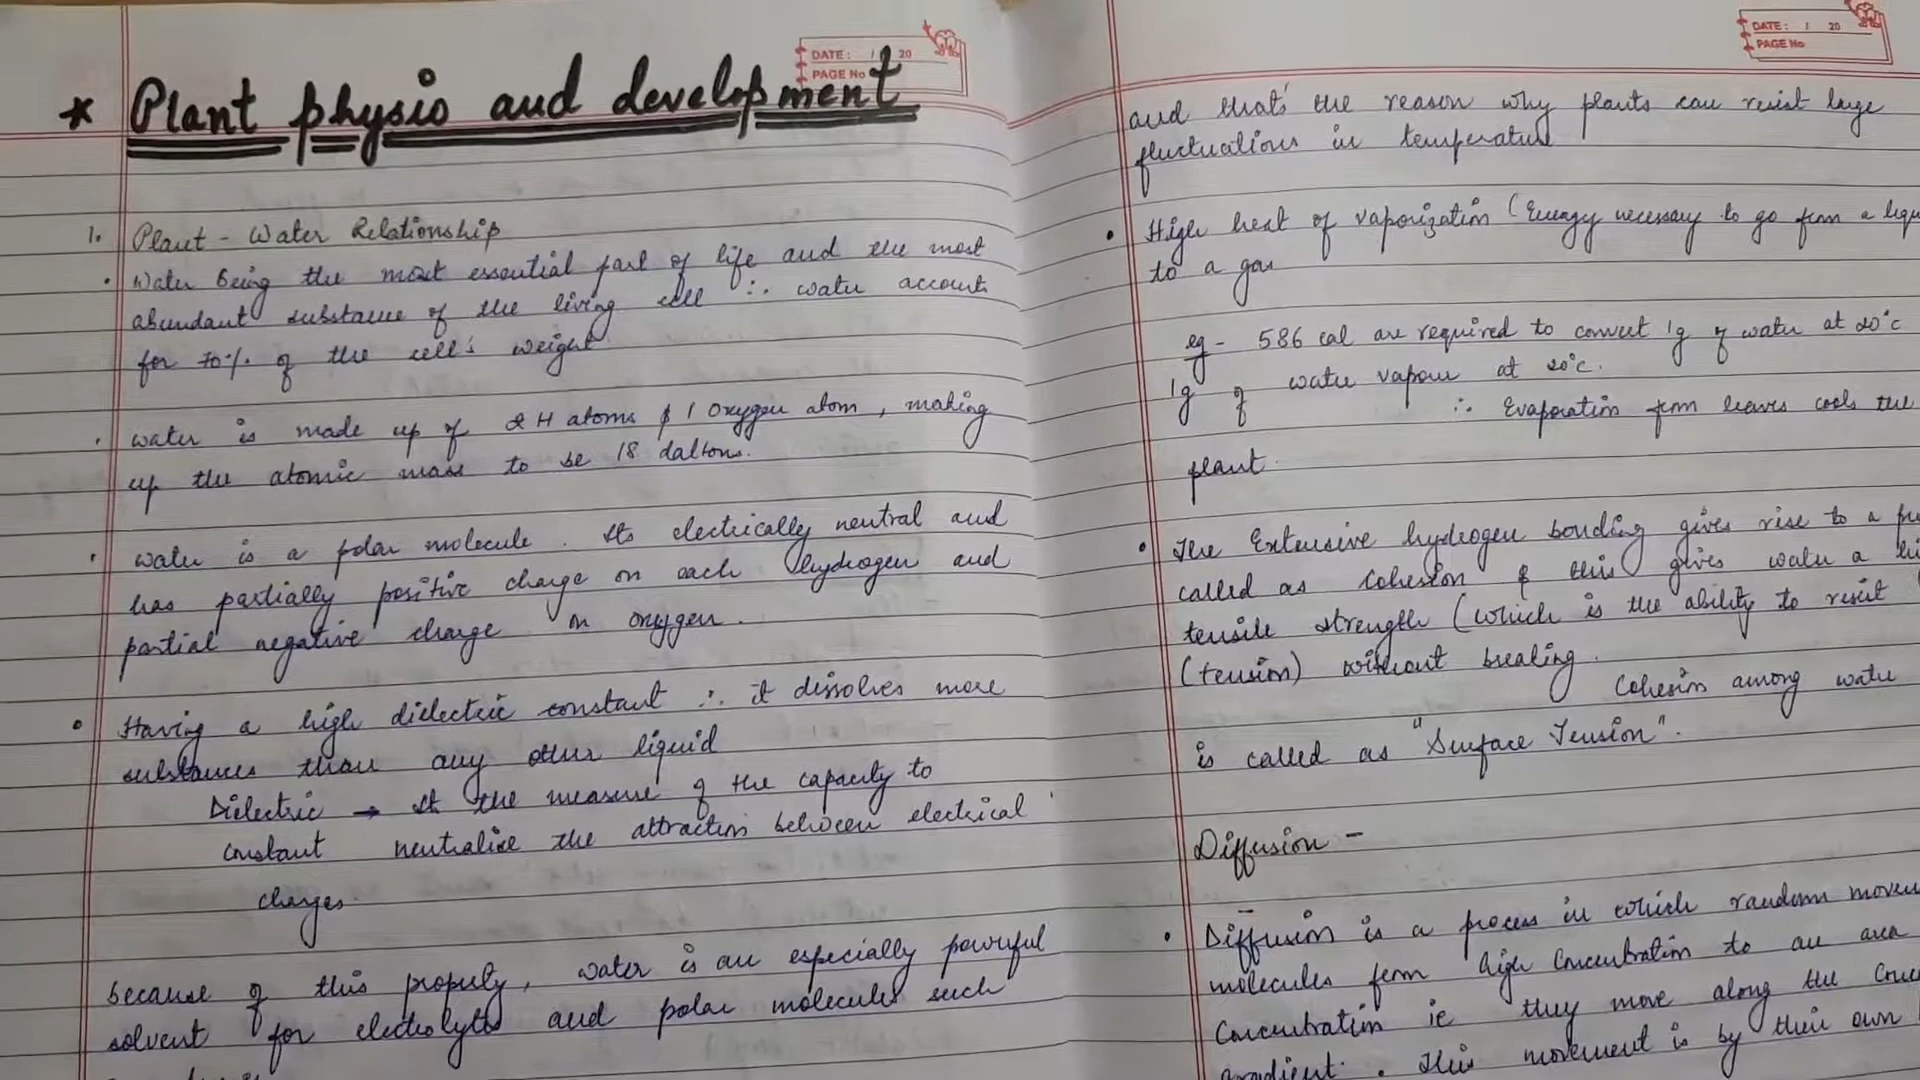 DATE: / 20
PAGE No
* Plant physio and development
1. Plant - Water Relationship
• Water being the most essential part of life and the most
abundant substance of the living cell ∴ water accounts
for 70% of the cell's weight
• water is made up of 2 H atoms & 1 oxygen atom, making
up the atomic mass to be 18 daltons.
• water is a polar molecule. Its electrically neutral and
has partially positive charge on each hydrogen and
partial negative charge on oxygen.
• Having a high dielectric constant ∴ it dissolves more
substances than any other liquid
Dielectric → It the measure of the capacity to
constant neutralise the attraction between electrical
charges.
because of this property, water is an especially powerful
solvent for electrolytes and polar molecules such
DATE: / 20
PAGE No
and that's the reason why plants can resist large
fluctuations in temperature
• High heat of vaporization (Energy necessary to go from a liqu
to a gas
eg - 586 cal are required to convert 1g of water at 20°c
1g of water vapour at 20°c.
∴ Evaporation from leaves cools the
plant.
• The Extensive hydrogen bonding gives rise to a
called as cohesion & this gives water a
tensile strength (which is the ability to resist
(tension) without breaking.
Cohesion among water
is called as "Surface Tension".
Diffusion -
• Diffusion is a process in which random movem
molecules from high concentration to an area
concentration ie they move along the conc
gradient. This movement is by their own